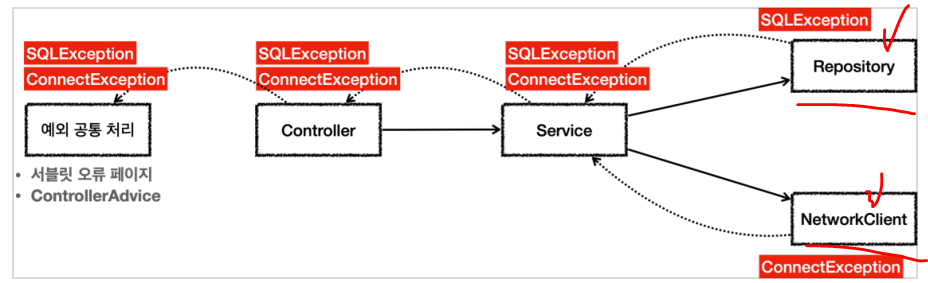 SQLException
SQLException
ConnectException
SQLException
ConnectException
SQLException
ConnectException
Repository
예외 공통 처리
Controller
Service
• 서블릿 오류 페이지
• ControllerAdvice
NetworkClient
ConnectException